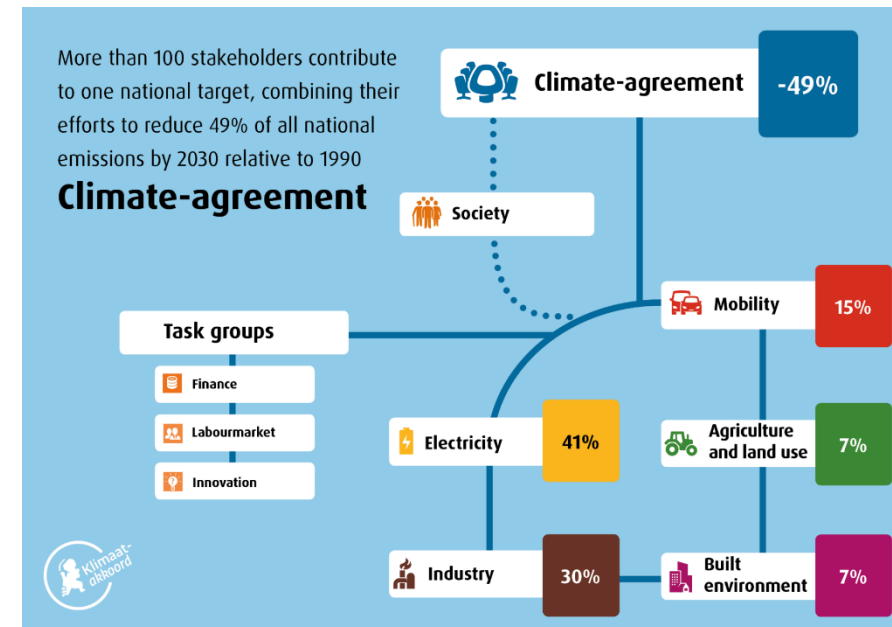 More than 100 stakeholders contribute
to one national target, combining their
efforts to reduce 49% of all national
emissions by 2030 relative to 1990
Climate-agreement
Climate-agreement
-49%
Society
Mobility
15%
Task groups
Finance
Labourmarket
Innovation
Electricity
41%
Agriculture
and land use
7%
Industry
30%
Built
environment
7%
Klimaat-
akkoord